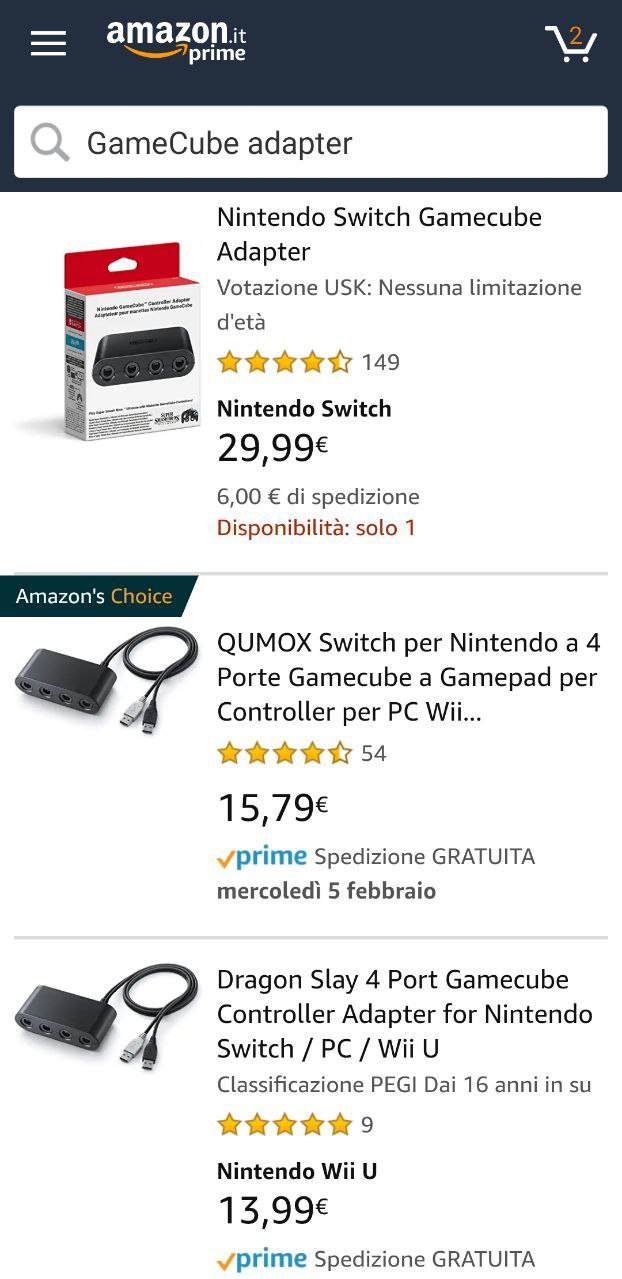 amazon.it
prime
2
GameCube adapter
Nintendo Switch Gamecube
Adapter
Votazione USK: Nessuna limitazione
d'età
149
Nintendo GameCube™ Controller Adapter
Adaptateur pour manettes Nintendo GameCube
Nintendo Switch
29,99€
6,00 € di spedizione
Disponibilità: solo 1
Amazon's Choice
QUMOX Switch per Nintendo a 4
Porte Gamecube a Gamepad per
Controller per PC Wii...
54
15,79€
prime Spedizione GRATUITA
mercoledì 5 febbraio
Dragon Slay 4 Port Gamecube
Controller Adapter for Nintendo
Switch / PC / Wii U
Classificazione PEGI Dai 16 anni in su
9
Nintendo Wii U
13,99€
prime Spedizione GRATUITA